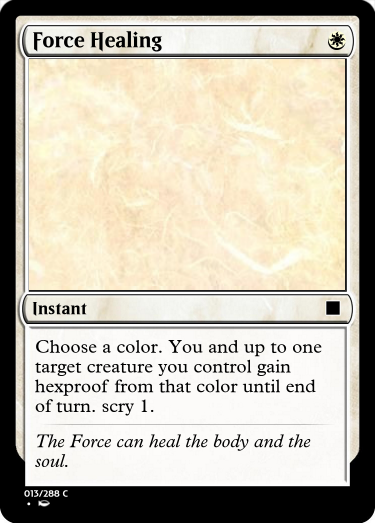 Force Healing
Instant
Choose a color. You and up to one
target creature you control gain
hexproof from that color until end
of turn. scry 1.
The Force can heal the body and the
soul.
013/288 C